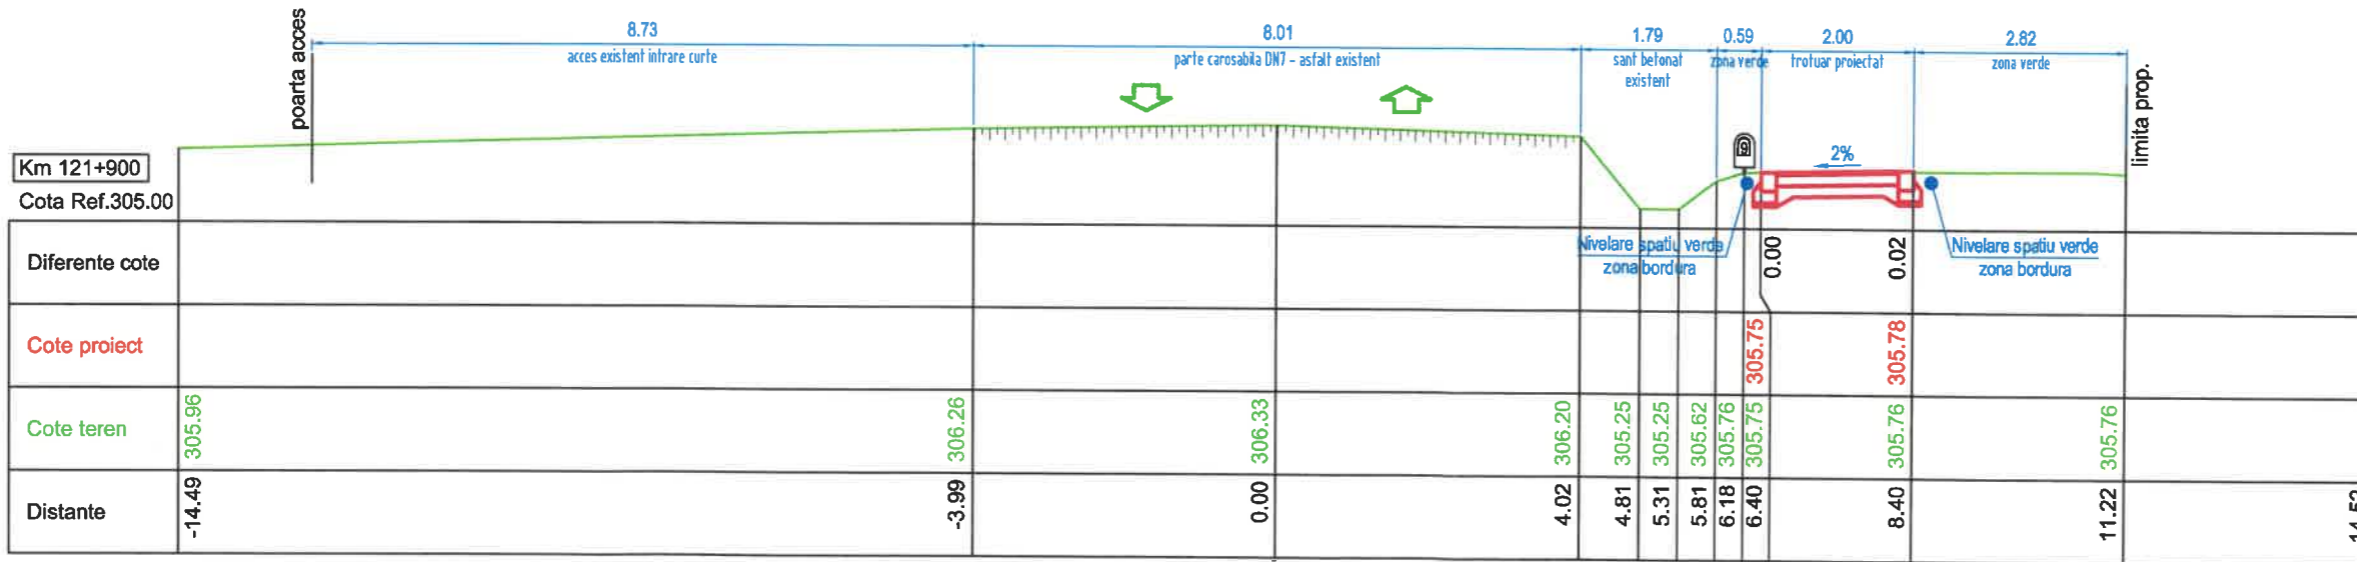 poarta acces
8.73
acces existent intrare curte
8.01
parte carosabila DN7 - asfalt existent
1.79
sant betonat
existent
0.59
zona verde
2.00
trotuar proiectat
2.82
zona verde
limita prop.
2%
Km 121+900
Cota Ref.305.00
Nivelare spatiu verde
zona bordura
Nivelare spatiu verde
zona bordura
Diferente cote
0.00
0.02
Cote proiect
305.75
305.78
Cote teren
305.96
306.26
306.33
306.20
305.25
305.25
305.62
305.76
305.75
305.76
305.76
Distante
-14.49
-3.99
0.00
4.02
4.81
5.31
5.81
6.18
6.40
8.40
11.22